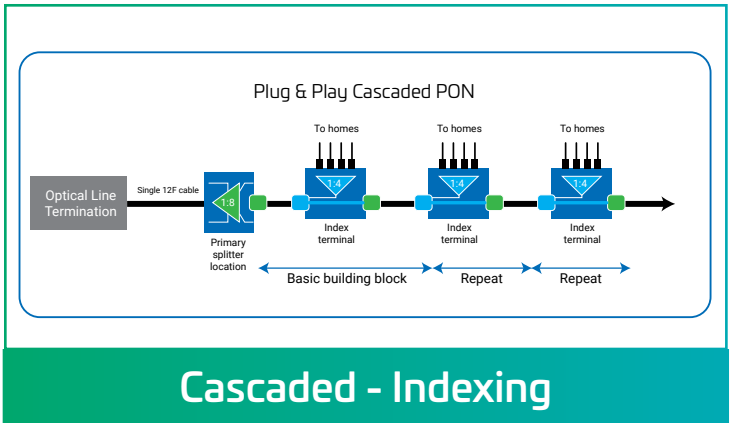 Plug & Play Cascaded PON
To homes
To homes
To homes
Optical Line
Termination
Single 12F cable
1:8
1:4
1:4
1:4
Primary
splitter
location
Index
terminal
Index
terminal
Index
terminal
Basic building block
Repeat
Repeat
Cascaded - Indexing